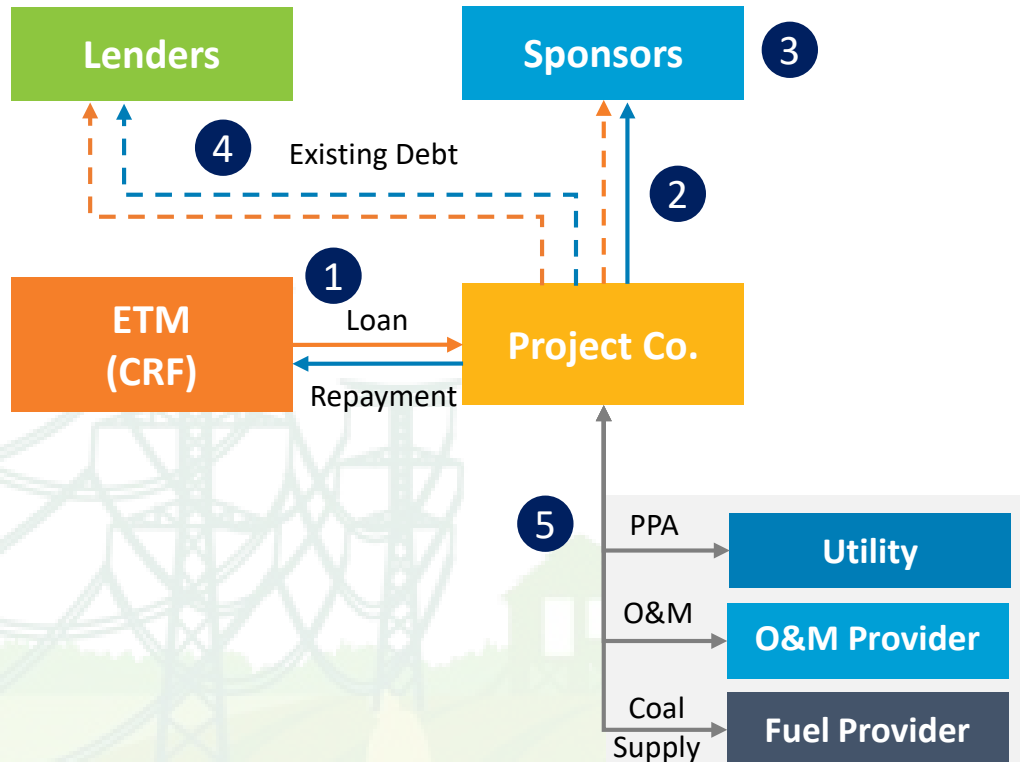 Lenders
Sponsors
3
4
Existing Debt
2
1
ETM
(CRF)
Loan
Repayment
Project Co.
5
PPA
Utility
O&M
O&M Provider
Coal
Supply
Fuel Provider